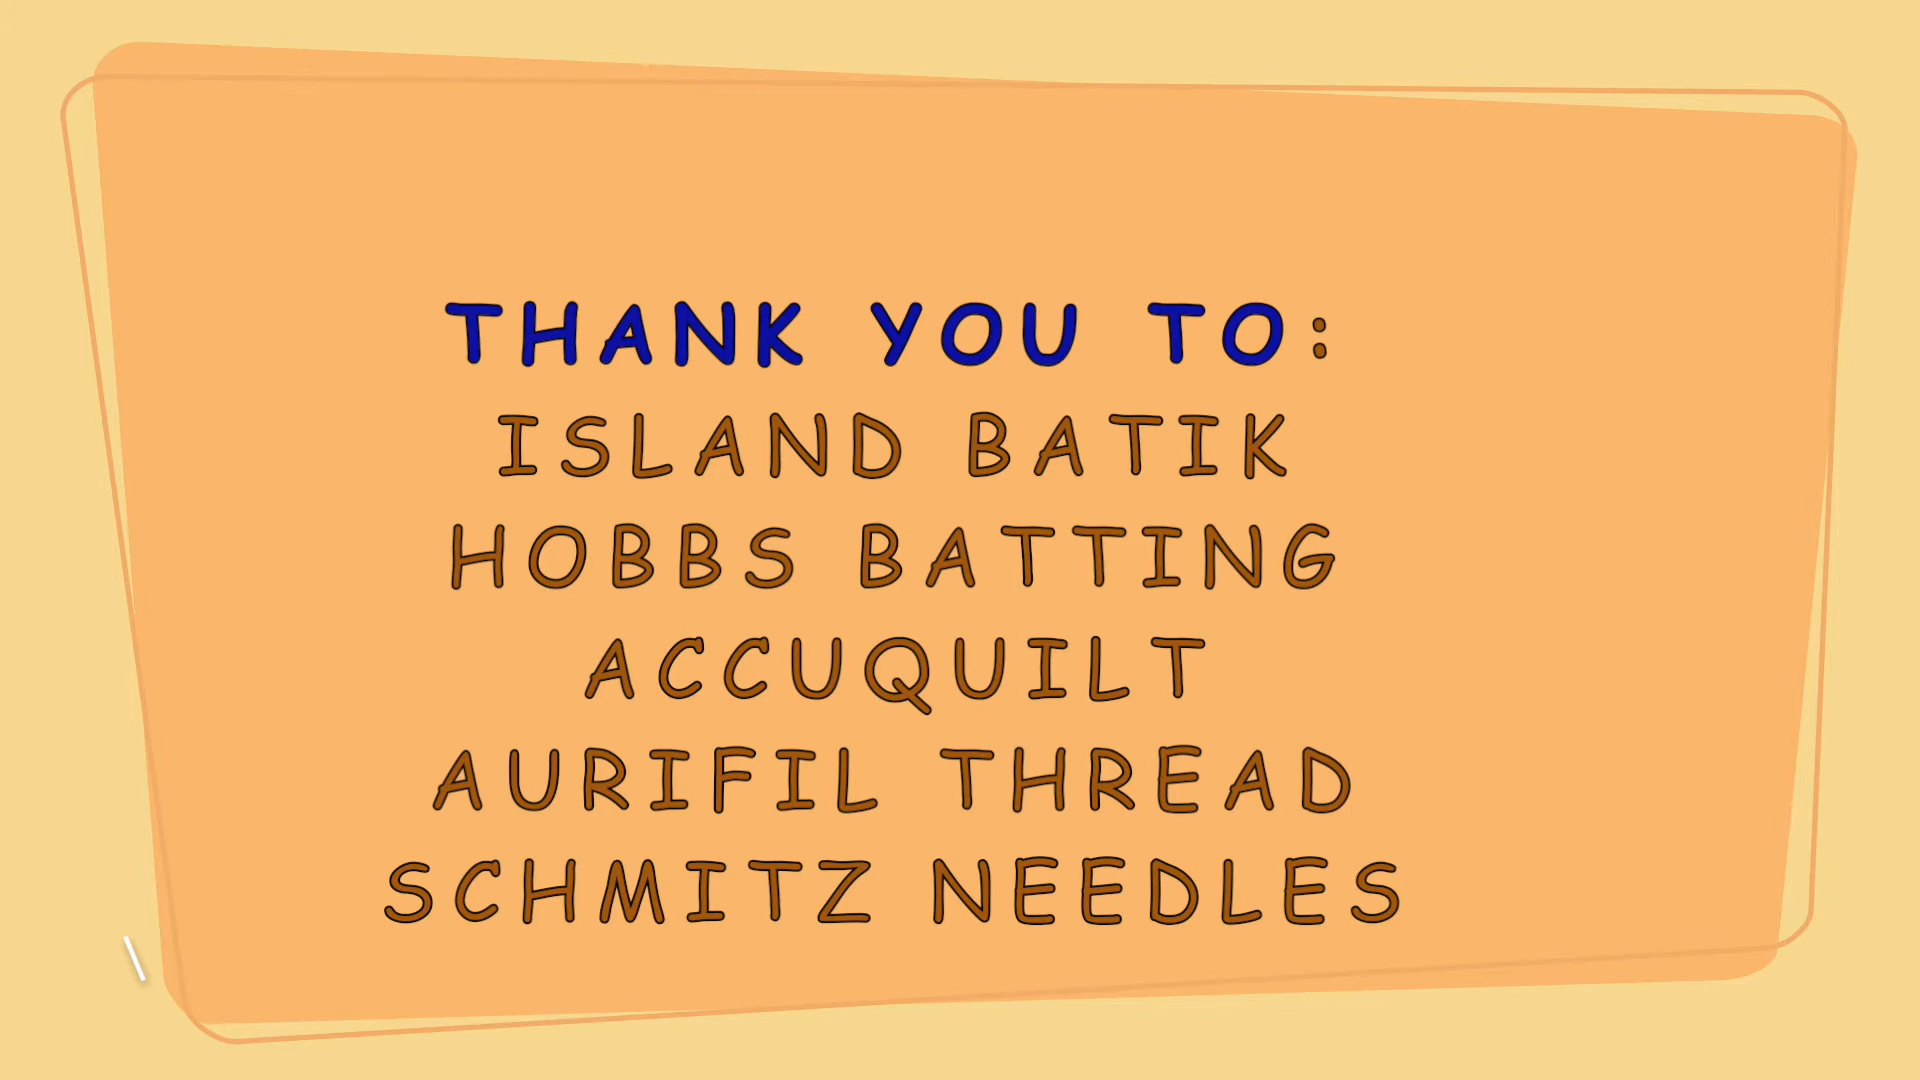 THANK YOU TO:
ISLAND BATIK
HOBBS BATTING
ACCUQUILT
AURIFIL THREAD
SCHMITZ NEEDLES